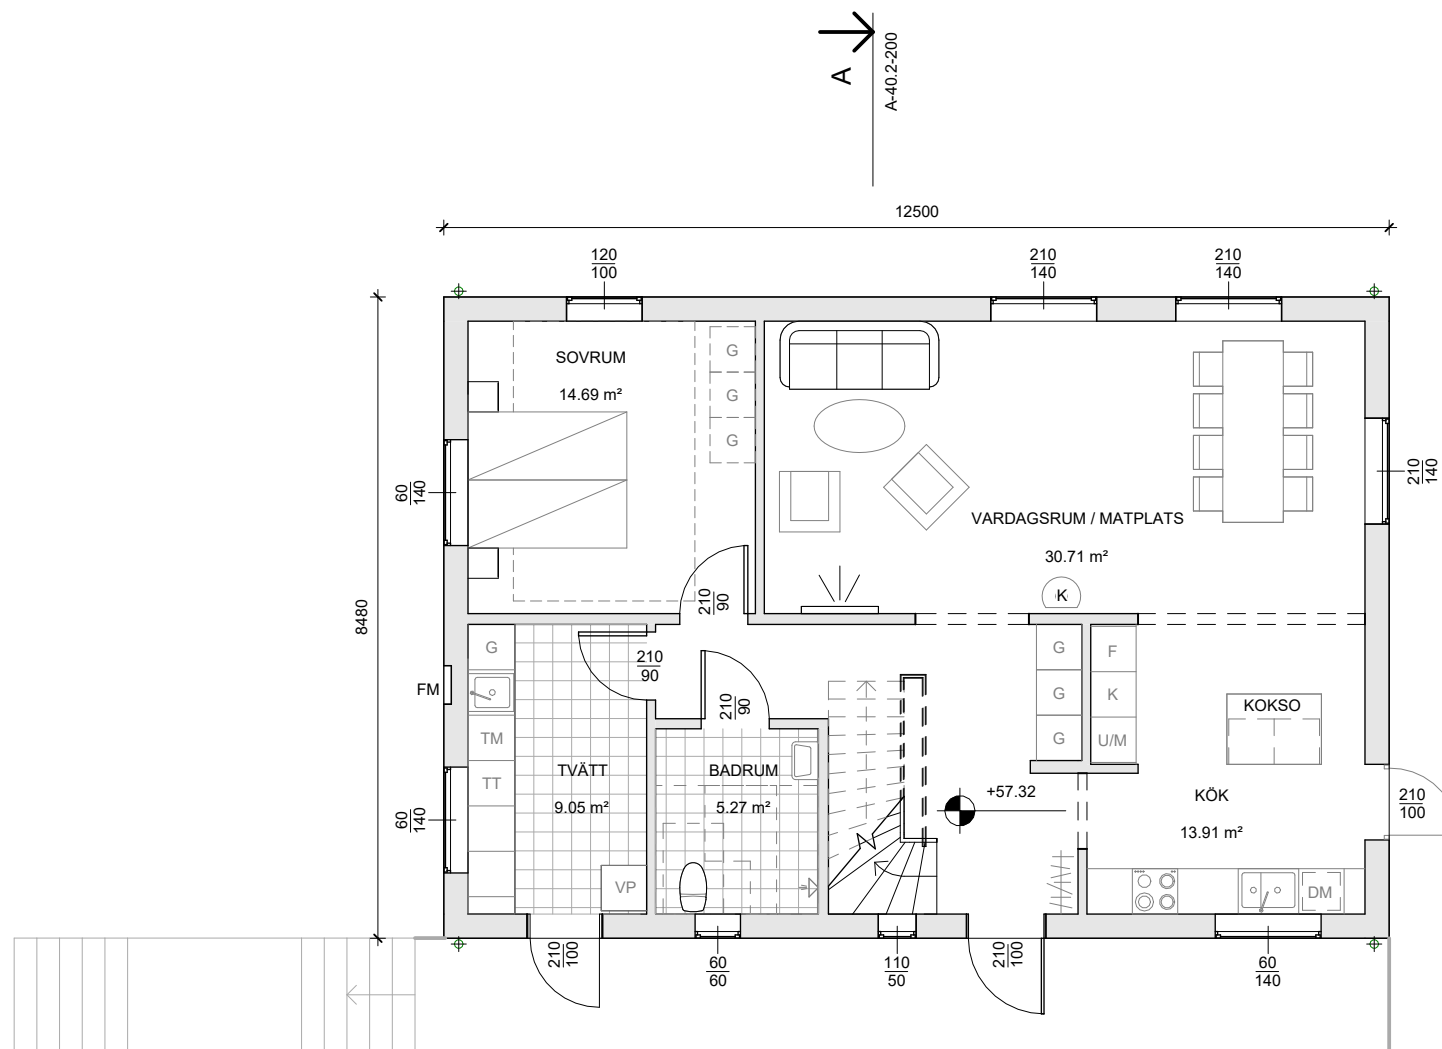 A
A-40.2-200
12500
120
100
210
140
210
140
SOVRUM
14.69 m²
G
G
G
60
140
210
140
VARDAGSRUM / MATPLATS
30.71 m²
K
8480
210
90
210
90
210
90
G
FM
TM
TT
TVÄTT
9.05 m²
BADRUM
5.27 m²
G
G
G
F
K
U/M
KOKSO
+57.32
KÖK
13.91 m²
60
140
210
100
VP
DM
210
100
60
60
110
50
210
100
60
140